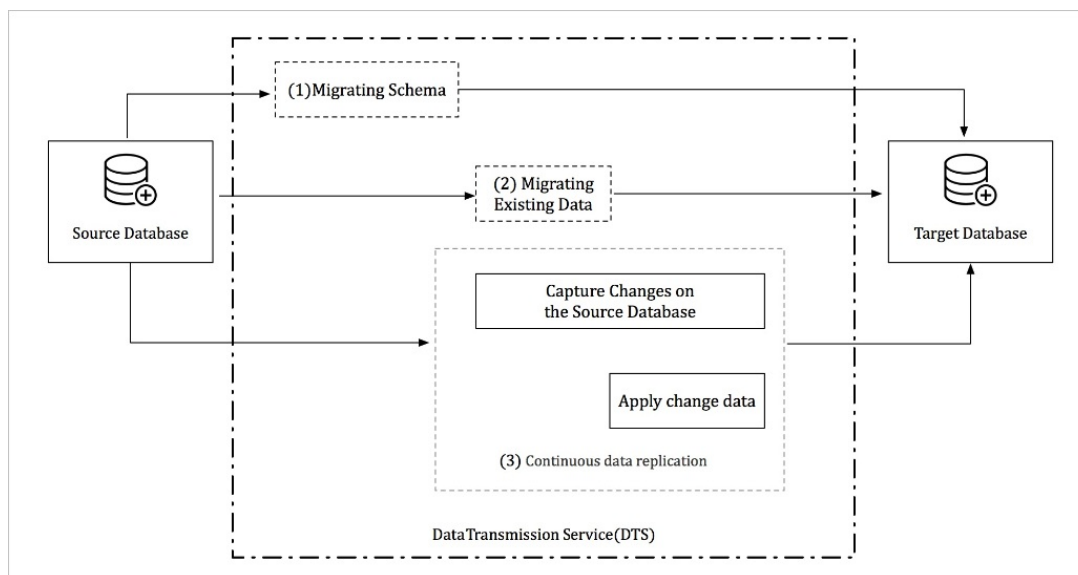 (1)Migrating Schema
(2) Migrating
Existing Data
Source Database
Target Database
Capture Changes on
the Source Database
Apply change data
(3) Continuous data replication
DataTransmission Service(DTS)